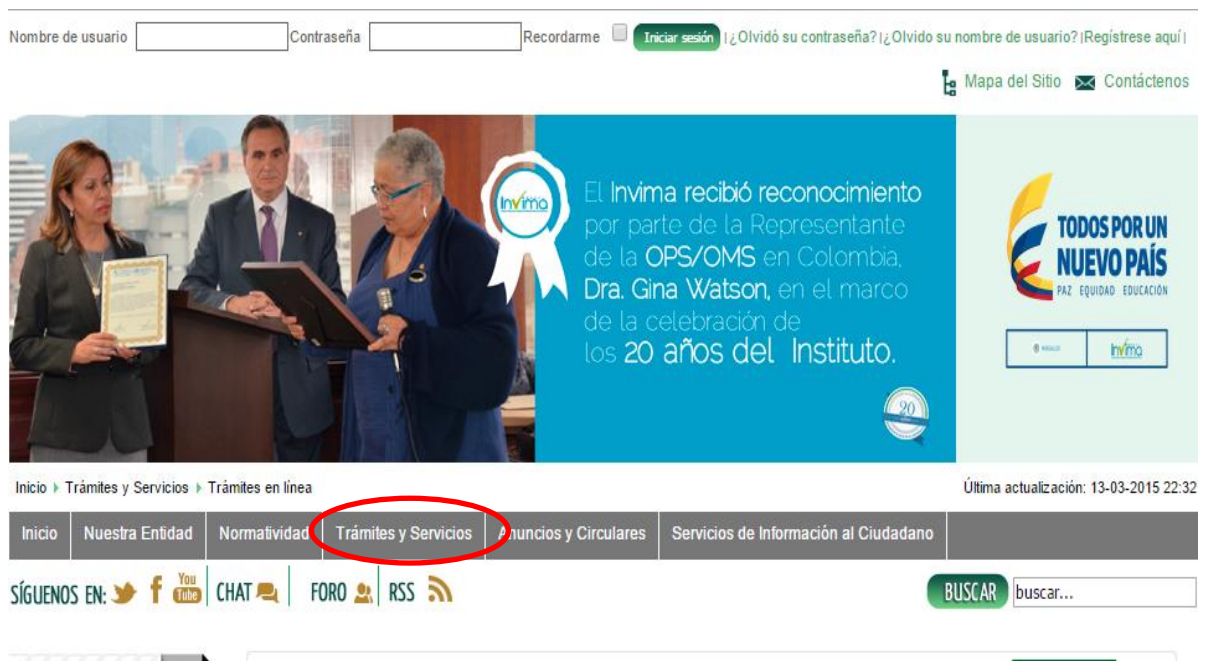 Nombre de usuario Contraseña Recordarme Iniciar sesión |¿Olvidó su contraseña?|¿Olvido su nombre de usuario?|Regístrese aquí|
Mapa del Sitio Contáctenos
Invima
El Invima recibió reconocimiento
por parte de la Representante
de la OPS/OMS en Colombia,
Dra. Gina Watson, en el marco
de la celebración de
los 20 años del Instituto.
20
TODOS POR UN
NUEVO PAÍS
PAZ EQUIDAD EDUCACIÓN
Invima
Inicio Trámites y Servicios Trámites en línea Última actualización: 13-03-2015 22:32
Inicio Nuestra Entidad Normatividad Trámites y Servicios Anuncios y Circulares Servicios de Información al Ciudadano
SÍGUENOS EN: You Tube CHAT FORO RSS BUSCAR buscar...